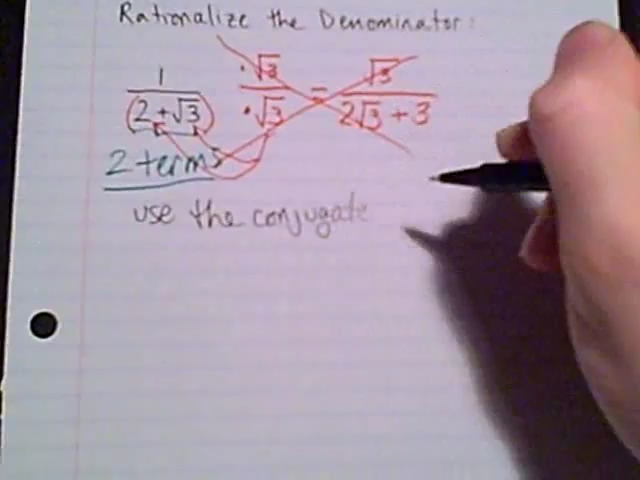 Rationalize the Denominator:
1/(2+√3) ·√3/·√3 = √3/2√3 + 3
2 terms
use the conjugate